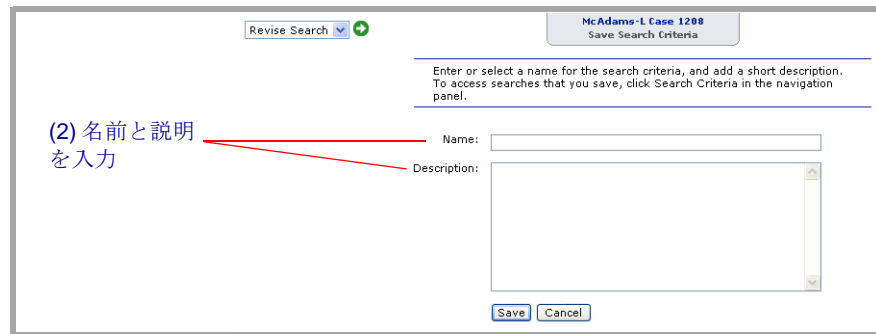 Revise Search
McAdams-L Case 1208
Save Search Criteria
Enter or select a name for the search criteria, and add a short description.
To access searches that you save, click Search Criteria in the navigation
panel.
(2) 名前と説明
を入力
Name:
Description:
Save Cancel